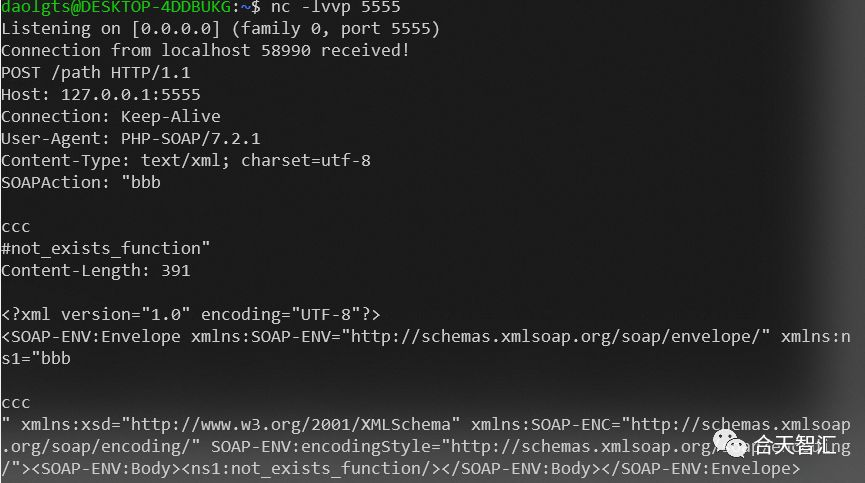 daolgts@DESKTOP-4DDBUKG:~$ nc -lvvp 5555
Listening on [0.0.0.0] (family 0, port 5555)
Connection from localhost 58990 received!
POST /path HTTP/1.1
Host: 127.0.0.1:5555
Connection: Keep-Alive
User-Agent: PHP-SOAP/7.2.1
Content-Type: text/xml; charset=utf-8
SOAPAction: "bbb
ccc
#not_exists_function"
Content-Length: 391
<?xml version="1.0" encoding="UTF-8"?>
<SOAP-ENV:Envelope xmlns:SOAP-ENV="http://schemas.xmlsoap.org/soap/envelope/" xmlns:n
s1="bbb
ccc
" xmlns:xsd="http://www.w3.org/2001/XMLSchema" xmlns:SOAP-ENC="http://schemas.xmlsoap
.org/soap/encoding/" SOAP-ENV:encodingStyle="http://schemas.xmlsoap.org/soap/encoding
/"><SOAP-ENV:Body><ns1:not_exists_function/></SOAP-ENV:Body></SOAP-ENV:Envelope>
合天智汇